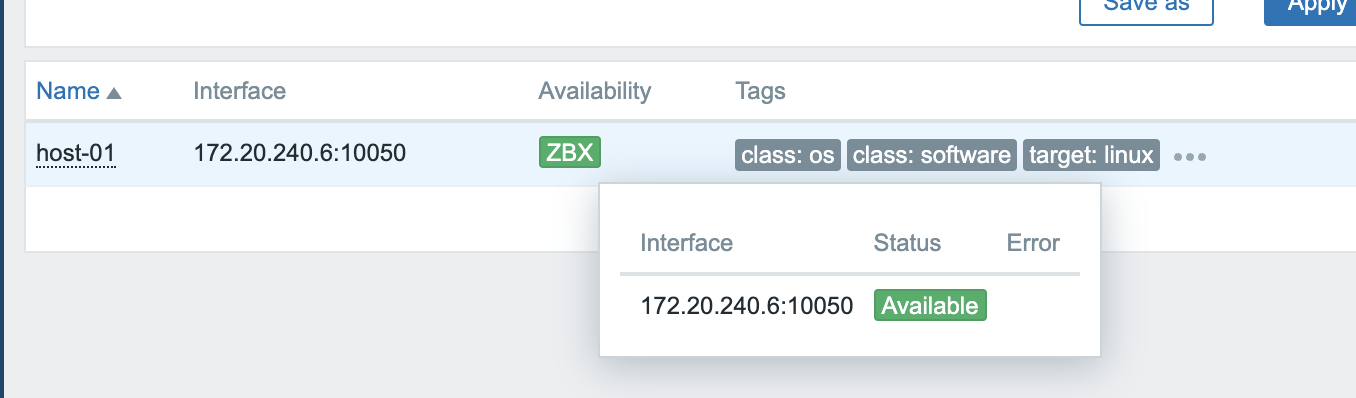 Save as Apply
Name Interface Availability Tags
host-01 172.20.240.6:10050 ZBX class: os class: software target: linux
Interface Status Error
172.20.240.6:10050 Available